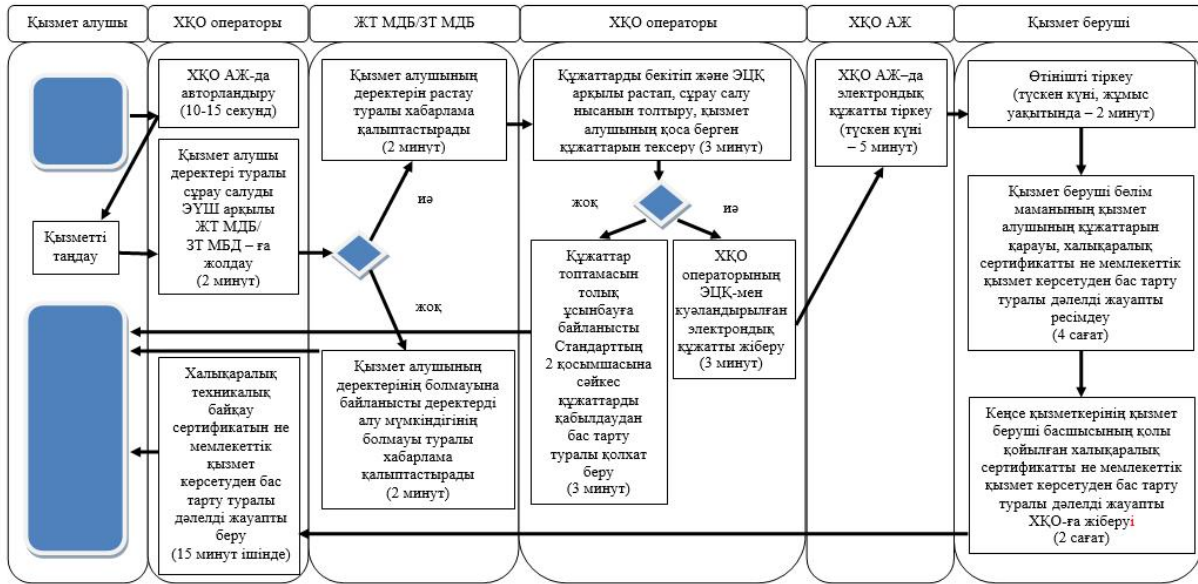 Қызмет алушы
ХҚО операторы
ЖТ МДБ/ЗТ МДБ
ХҚО операторы
ХҚО АЖ
Қызмет беруші
Қызметті
таңдау
ХҚО АЖ-да
авторландыру
(10-15 секунд)
Қызмет алушы
деректері туралы
сұрау салуды
ЭҮШ арқылы
ЖТ МДБ/
ЗТ МБД – ға
жолдау
(2 минут)
Халықаралық
техникалық
байқау
сертификатын не
мемлекеттік
қызмет
көрсетуден бас
тарту туралы
дәлелді жауапты
беру
(15 минут ішінде)
Қызмет алушының
деректерін растау
туралы хабарлама
қалыптастырады
(2 минут)
иә
жоқ
Қызмет алушының
деректерінің болмауына
байланысты деректерді
алу мүмкіндігінің
болмауы туралы
хабарлама
қалыптастырады
(2 минут)
Құжаттарды бекітіп және ЭЦҚ
арқылы растап, сұрау салу
нысанын толтыру, қызмет
алушының қоса берген
құжаттарын тексеру (3 минут)
жоқ
иә
Құжаттар
топтамасын
толық
ұсынбауға
байланысты
Стандарттың
2 қосымшасына
сәйкес
құжаттарды
қабылдаудан
бас тарту
туралы қолхат
беру
(3 минут)
ХҚО
операторының
ЭЦҚ-мен
куәландырылған
электрондық
құжатты жіберу
(3 минут)
ХҚО АЖ–да
электрондық
құжатты тіркеу
(түскен күні
– 5 минут)
Өтінішті тіркеу
(түскен күні, жұмыс
уақытында – 2 минут)
Қызмет беруші бөлім
маманының қызмет
алушының құжаттарын
қарауы, халықаралық
сертификатты не мемлекеттік
қызмет көрсетуден бас тарту
туралы дәлелді жауапты
ресімдеу
(4 сағат)
Кеңсе қызметкерінің қызмет
беруші басшысының қолы
қойылған халықаралық
сертификатты не мемлекеттік
қызмет көрсетуден бас тарту
туралы дәлелді жауапты
ХҚО-ға жіберуі
(2 сағат)